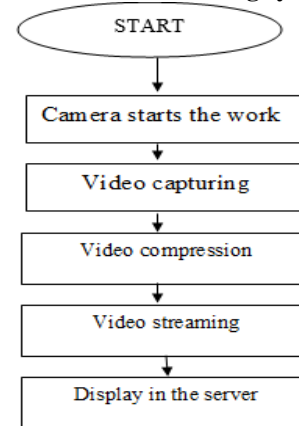 START
Camera starts the work
Video capturing
Video compression
Video streaming
Display in the server